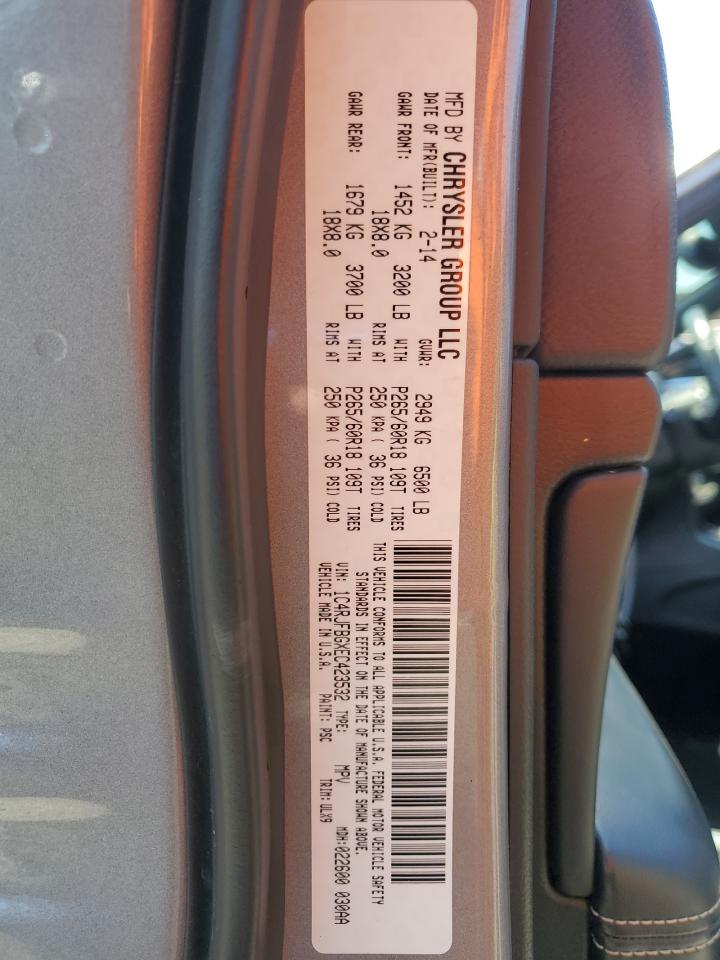 MFD BY CHRYSLER GROUP LLC
DATE OF MFR(BUILT): 2-14 GVWR: 2949 KG 6500 LB
GAWR FRONT: 1452 KG 3200 LB WITH P265/60R18 109T TIRES
18X8.0 RIMS AT 250 KPA ( 36 PSI) COLD
GAWR REAR: 1679 KG 3700 LB WITH P265/60R18 109T TIRES
18X8.0 RIMS AT 250 KPA ( 36 PSI) COLD
THIS VEHICLE CONFORMS TO ALL APPLICABLE U.S.A. FEDERAL MOTOR VEHICLE SAFETY
STANDARDS IN EFFECT ON THE DATE OF MANUFACTURE SHOWN ABOVE.
VIN: 1C4RJFBGXEC423532 TYPE: MPV MDH:022600 030AA
VEHICLE MADE IN U.S.A. PAINT: PSC TRIM:ULX9